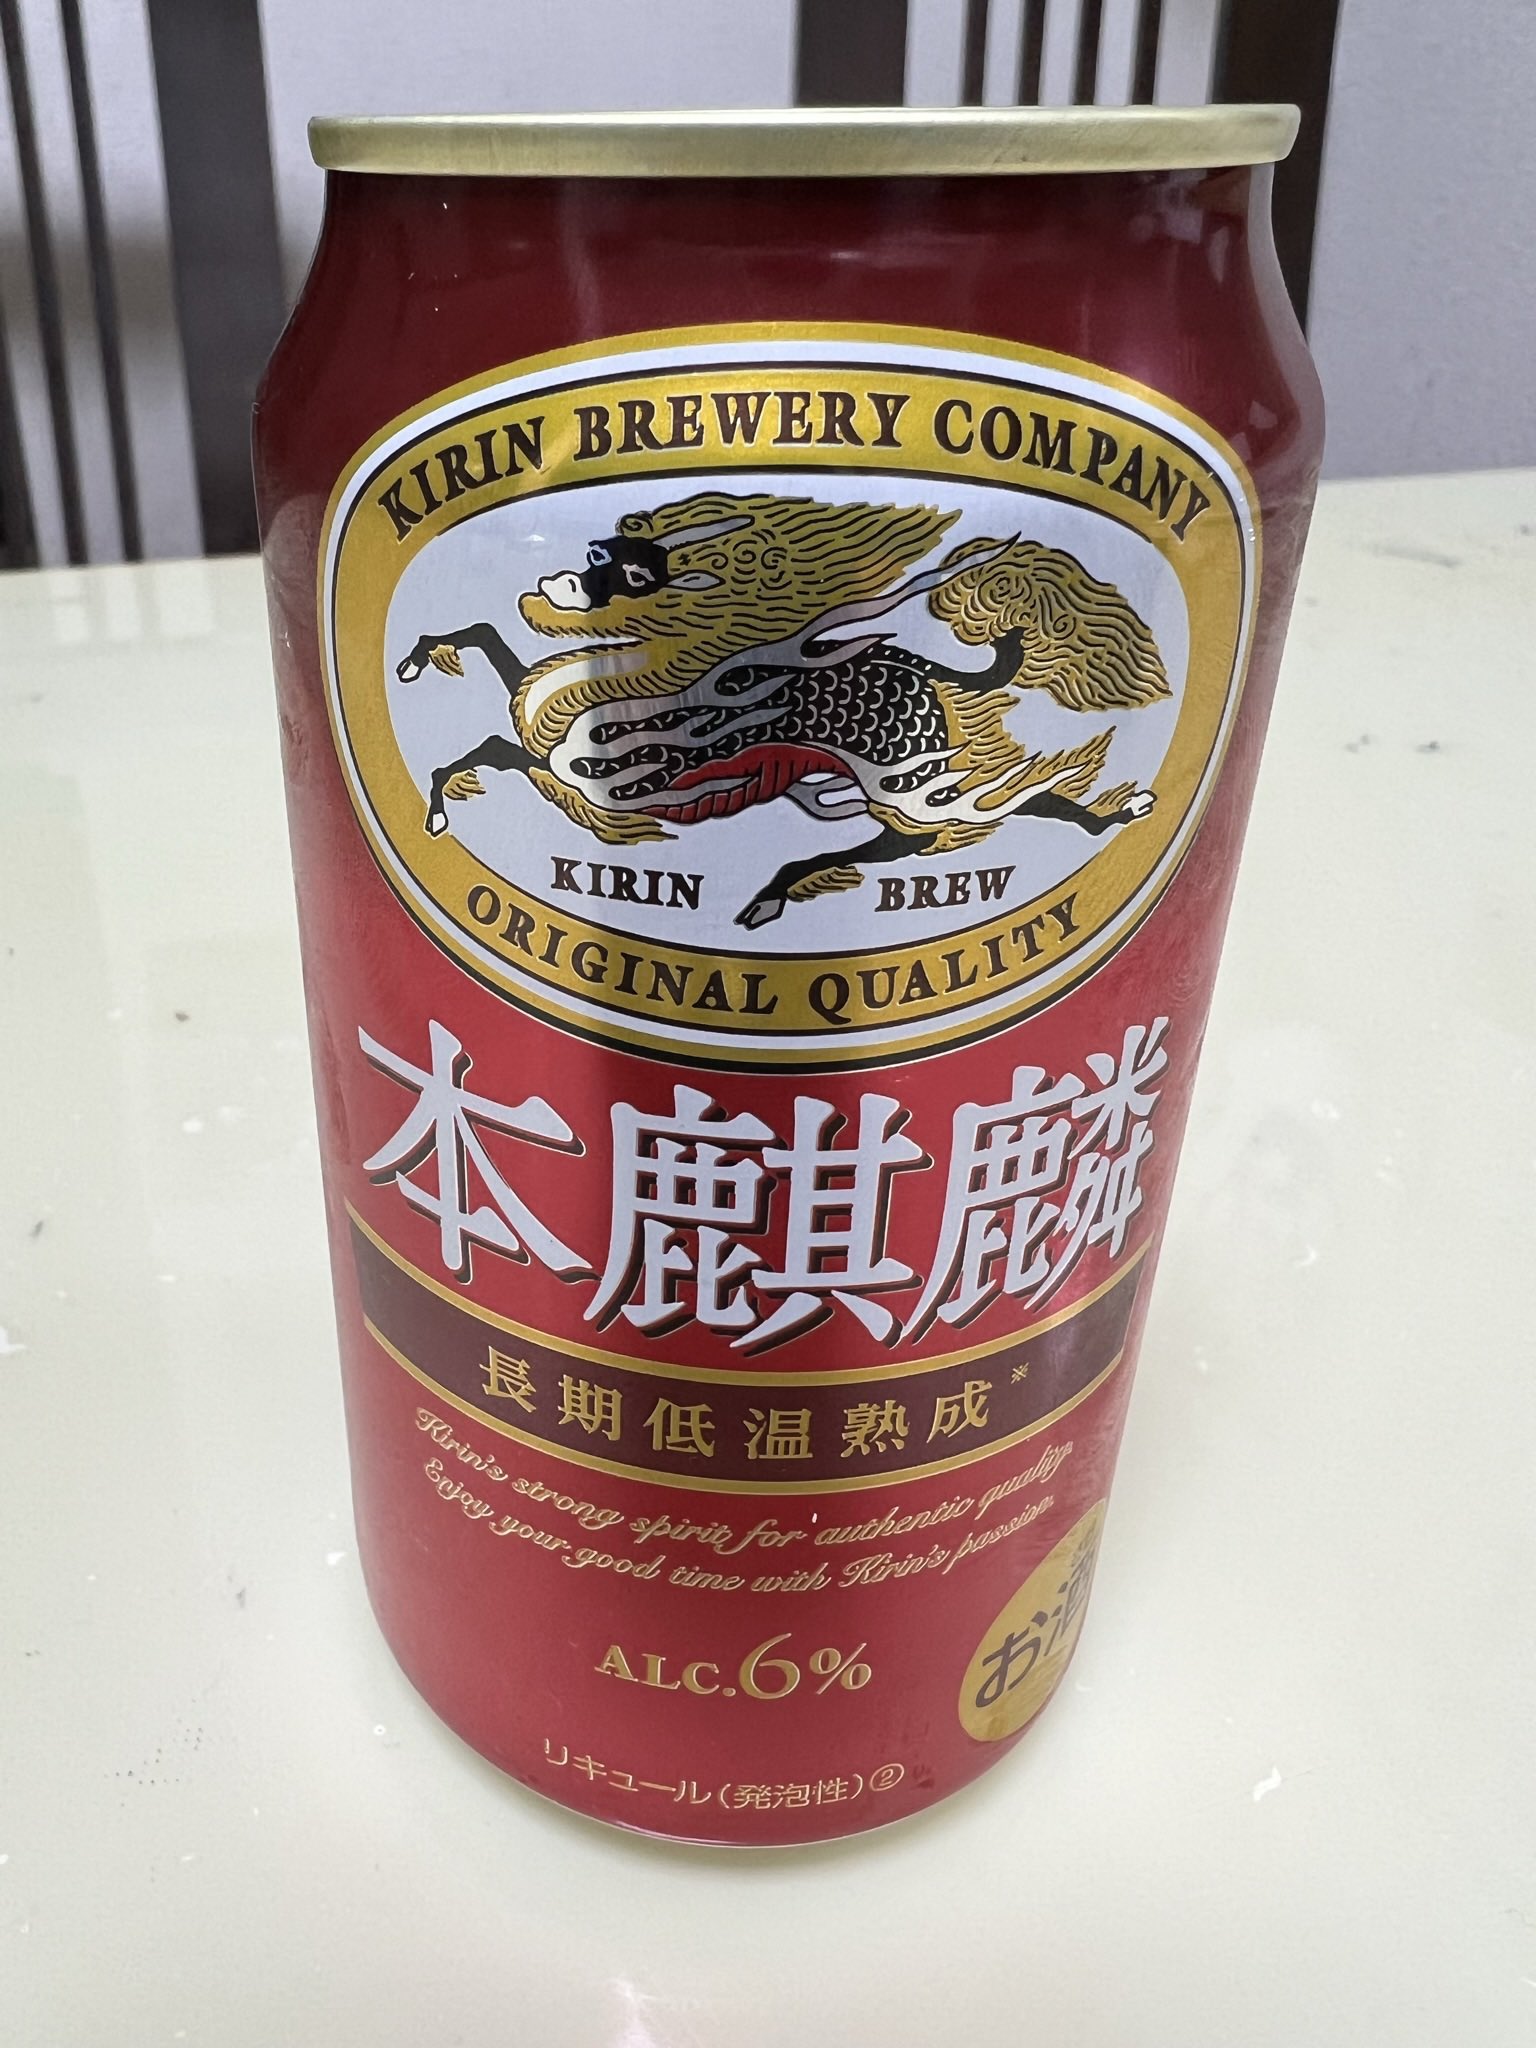 KIRIN BREWERY COMPANY
KIRIN BREW
ORIGINAL QUALITY
本麒麟
長期低温熟成※
Kirin's strong spirit for authentic quality.
Enjoy your good time with Kirin's passion.
お酒
ALC.6%
リキュール(発泡性)②